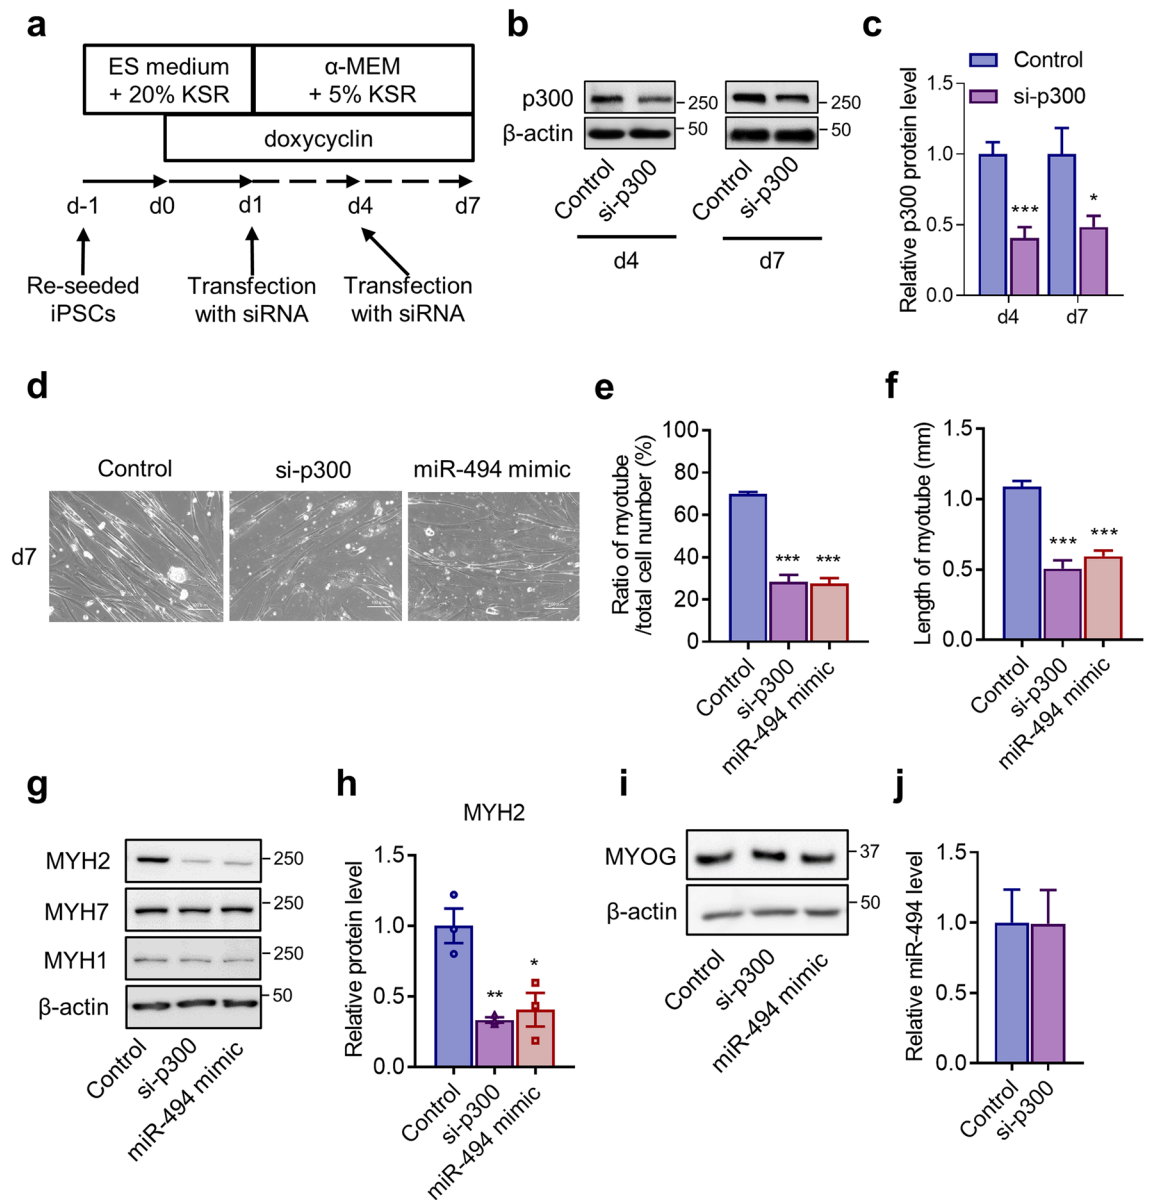 a
ES medium
+ 20% KSR
α-MEM
+ 5% KSR
doxycyclin
d-1
d0
d1
d4
d7
Re-seeded
iPSCs
Transfection
with siRNA
Transfection
with siRNA
b
p300
250
250
β-actin
50
50
Control
si-p300
Control
si-p300
d4
d7
c
Control
si-p300
Relative p300 protein level
1.5
1.0
0.5
0.0
***
*
d4
d7
d
Control
si-p300
miR-494 mimic
d7
e
Ratio of myotube
/total cell number (%)
100
80
60
40
20
0
***
***
Control
si-p300
miR-494 mimic
f
Length of myotube (mm)
1.5
1.0
0.5
0.0
***
***
Control
si-p300
miR-494 mimic
g
MYH2
250
MYH7
250
MYH1
250
β-actin
50
Control
si-p300
miR-494 mimic
h
MYH2
Relative protein level
1.5
1.0
0.5
0.0
**
*
Control
si-p300
miR-494 mimic
i
MYOG
37
β-actin
50
Control
si-p300
miR-494 mimic
j
Relative miR-494 level
1.5
1.0
0.5
0.0
Control
si-p300